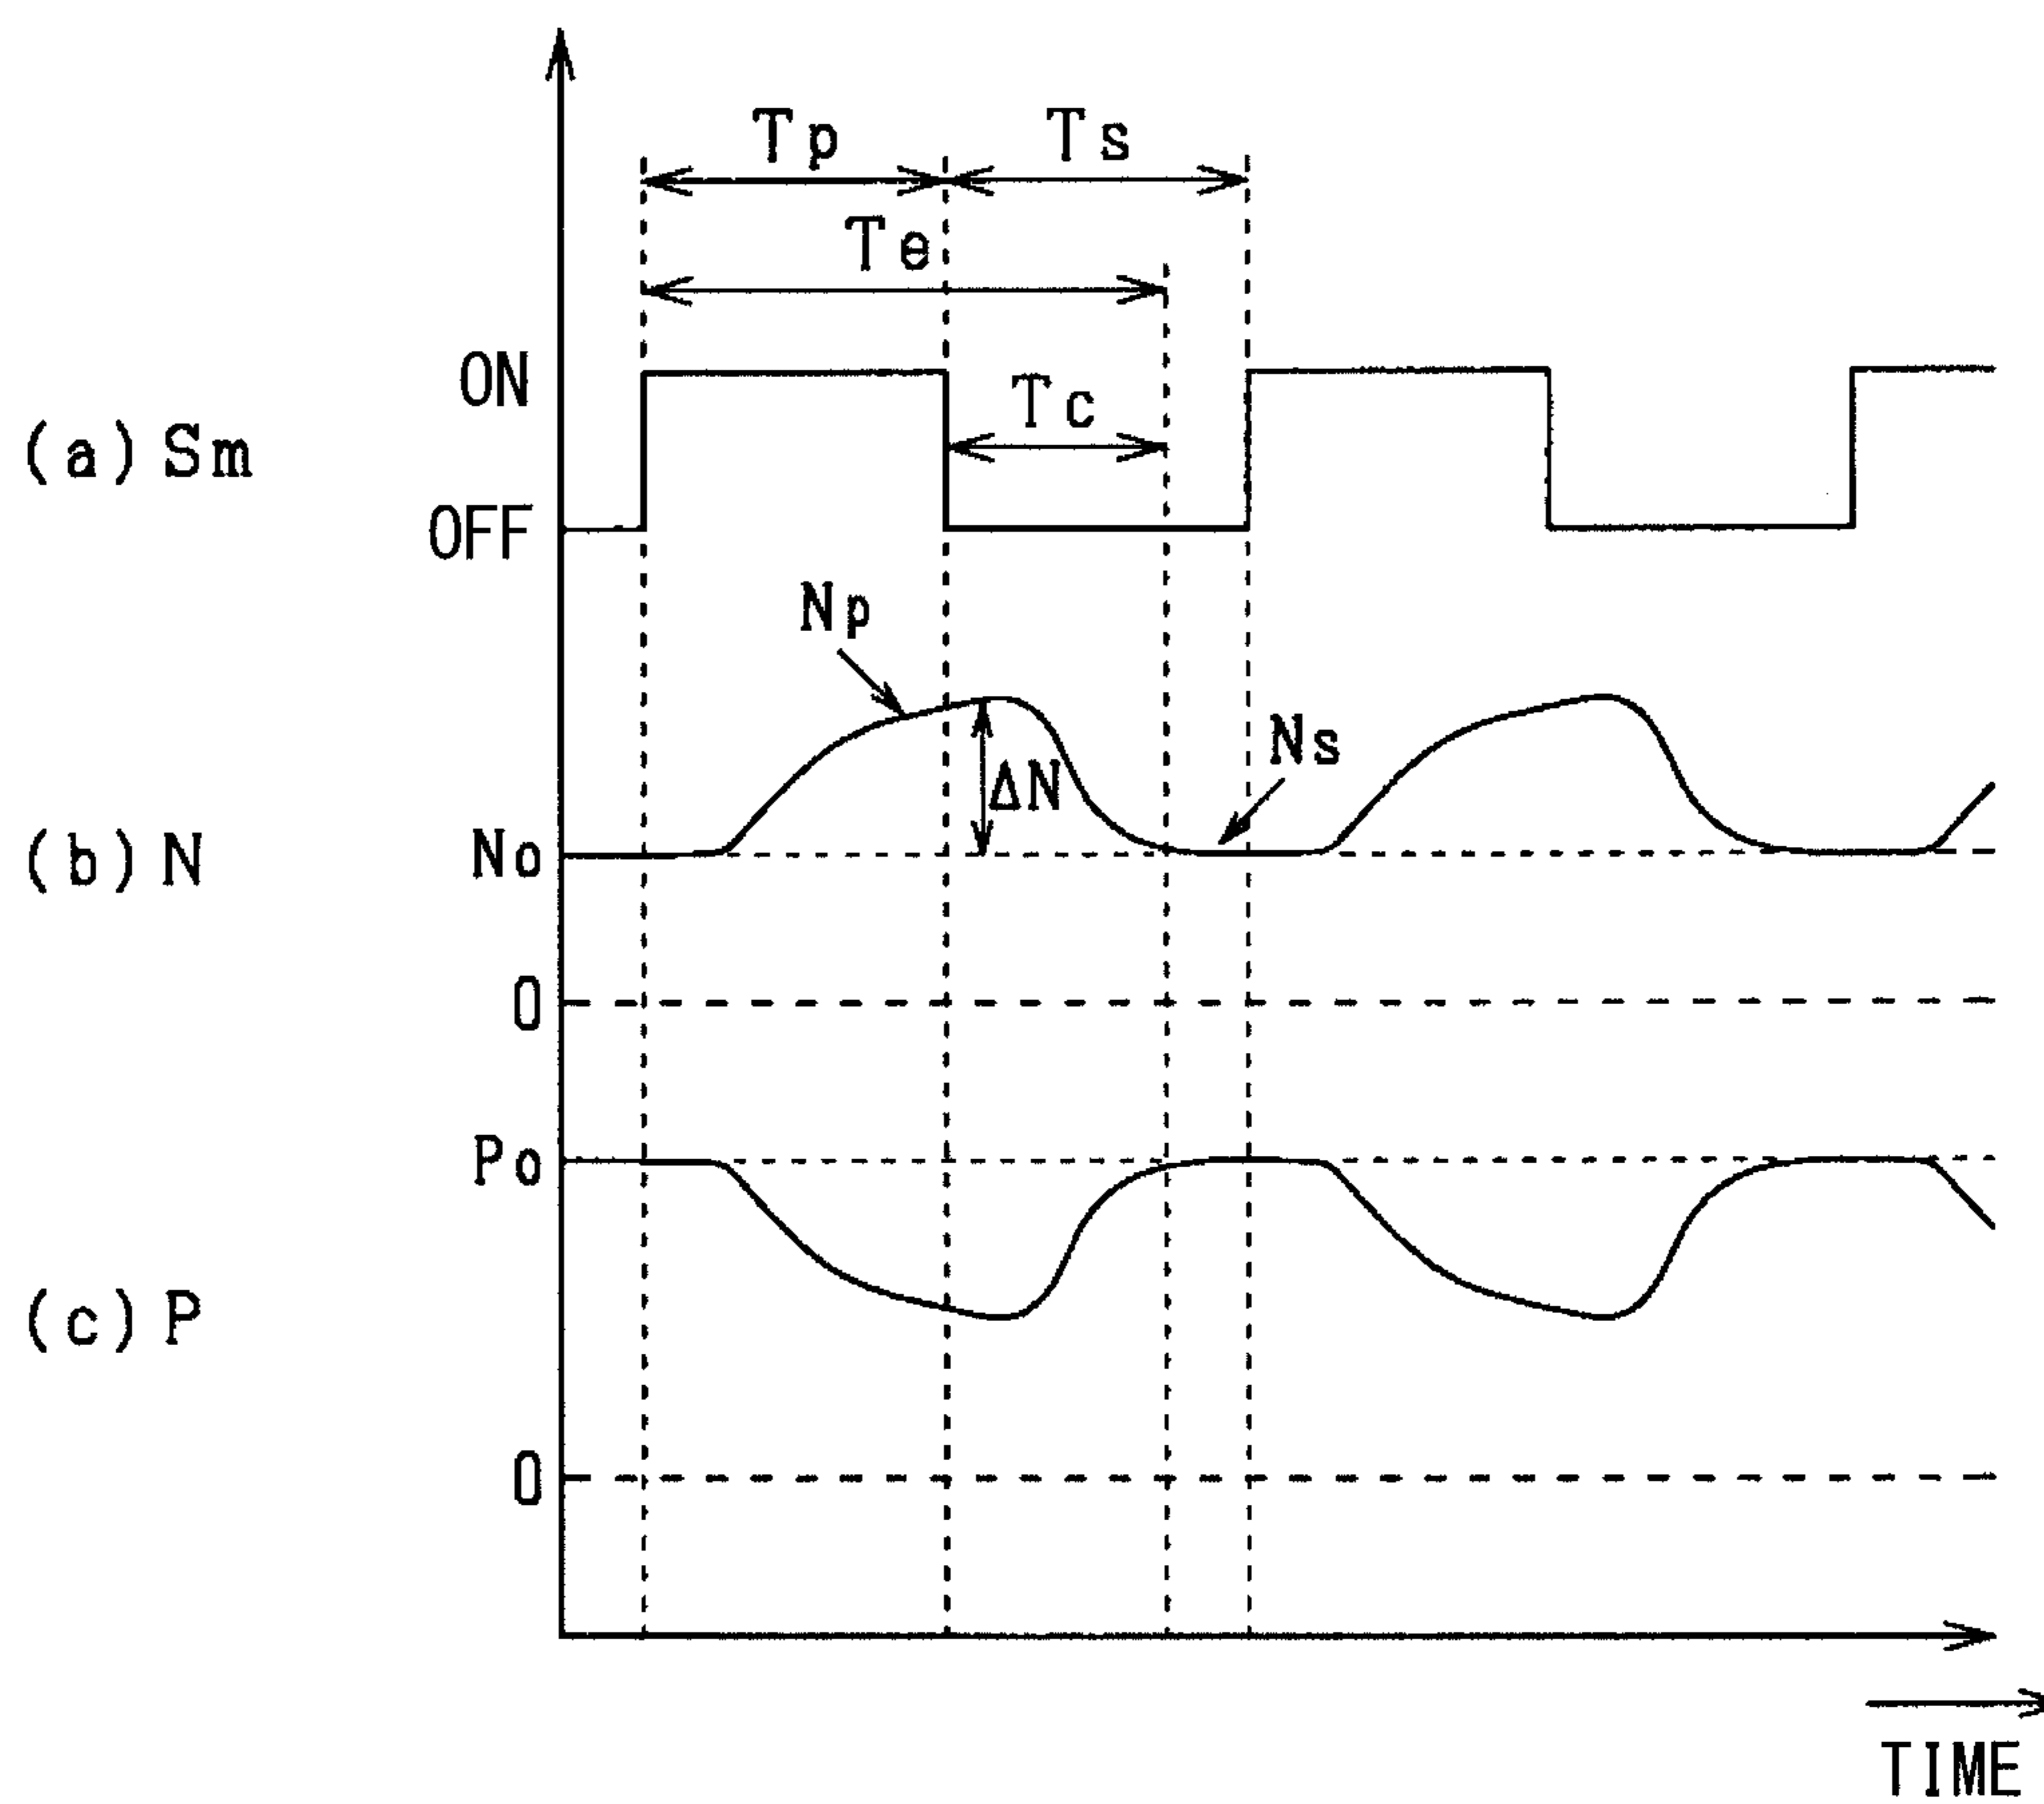 Tp
Ts
Te
ON
Tc
(a) Sm
OFF
Np
Ns
ΔN
(b) N
No
0
Po
(c) P
0
TIME